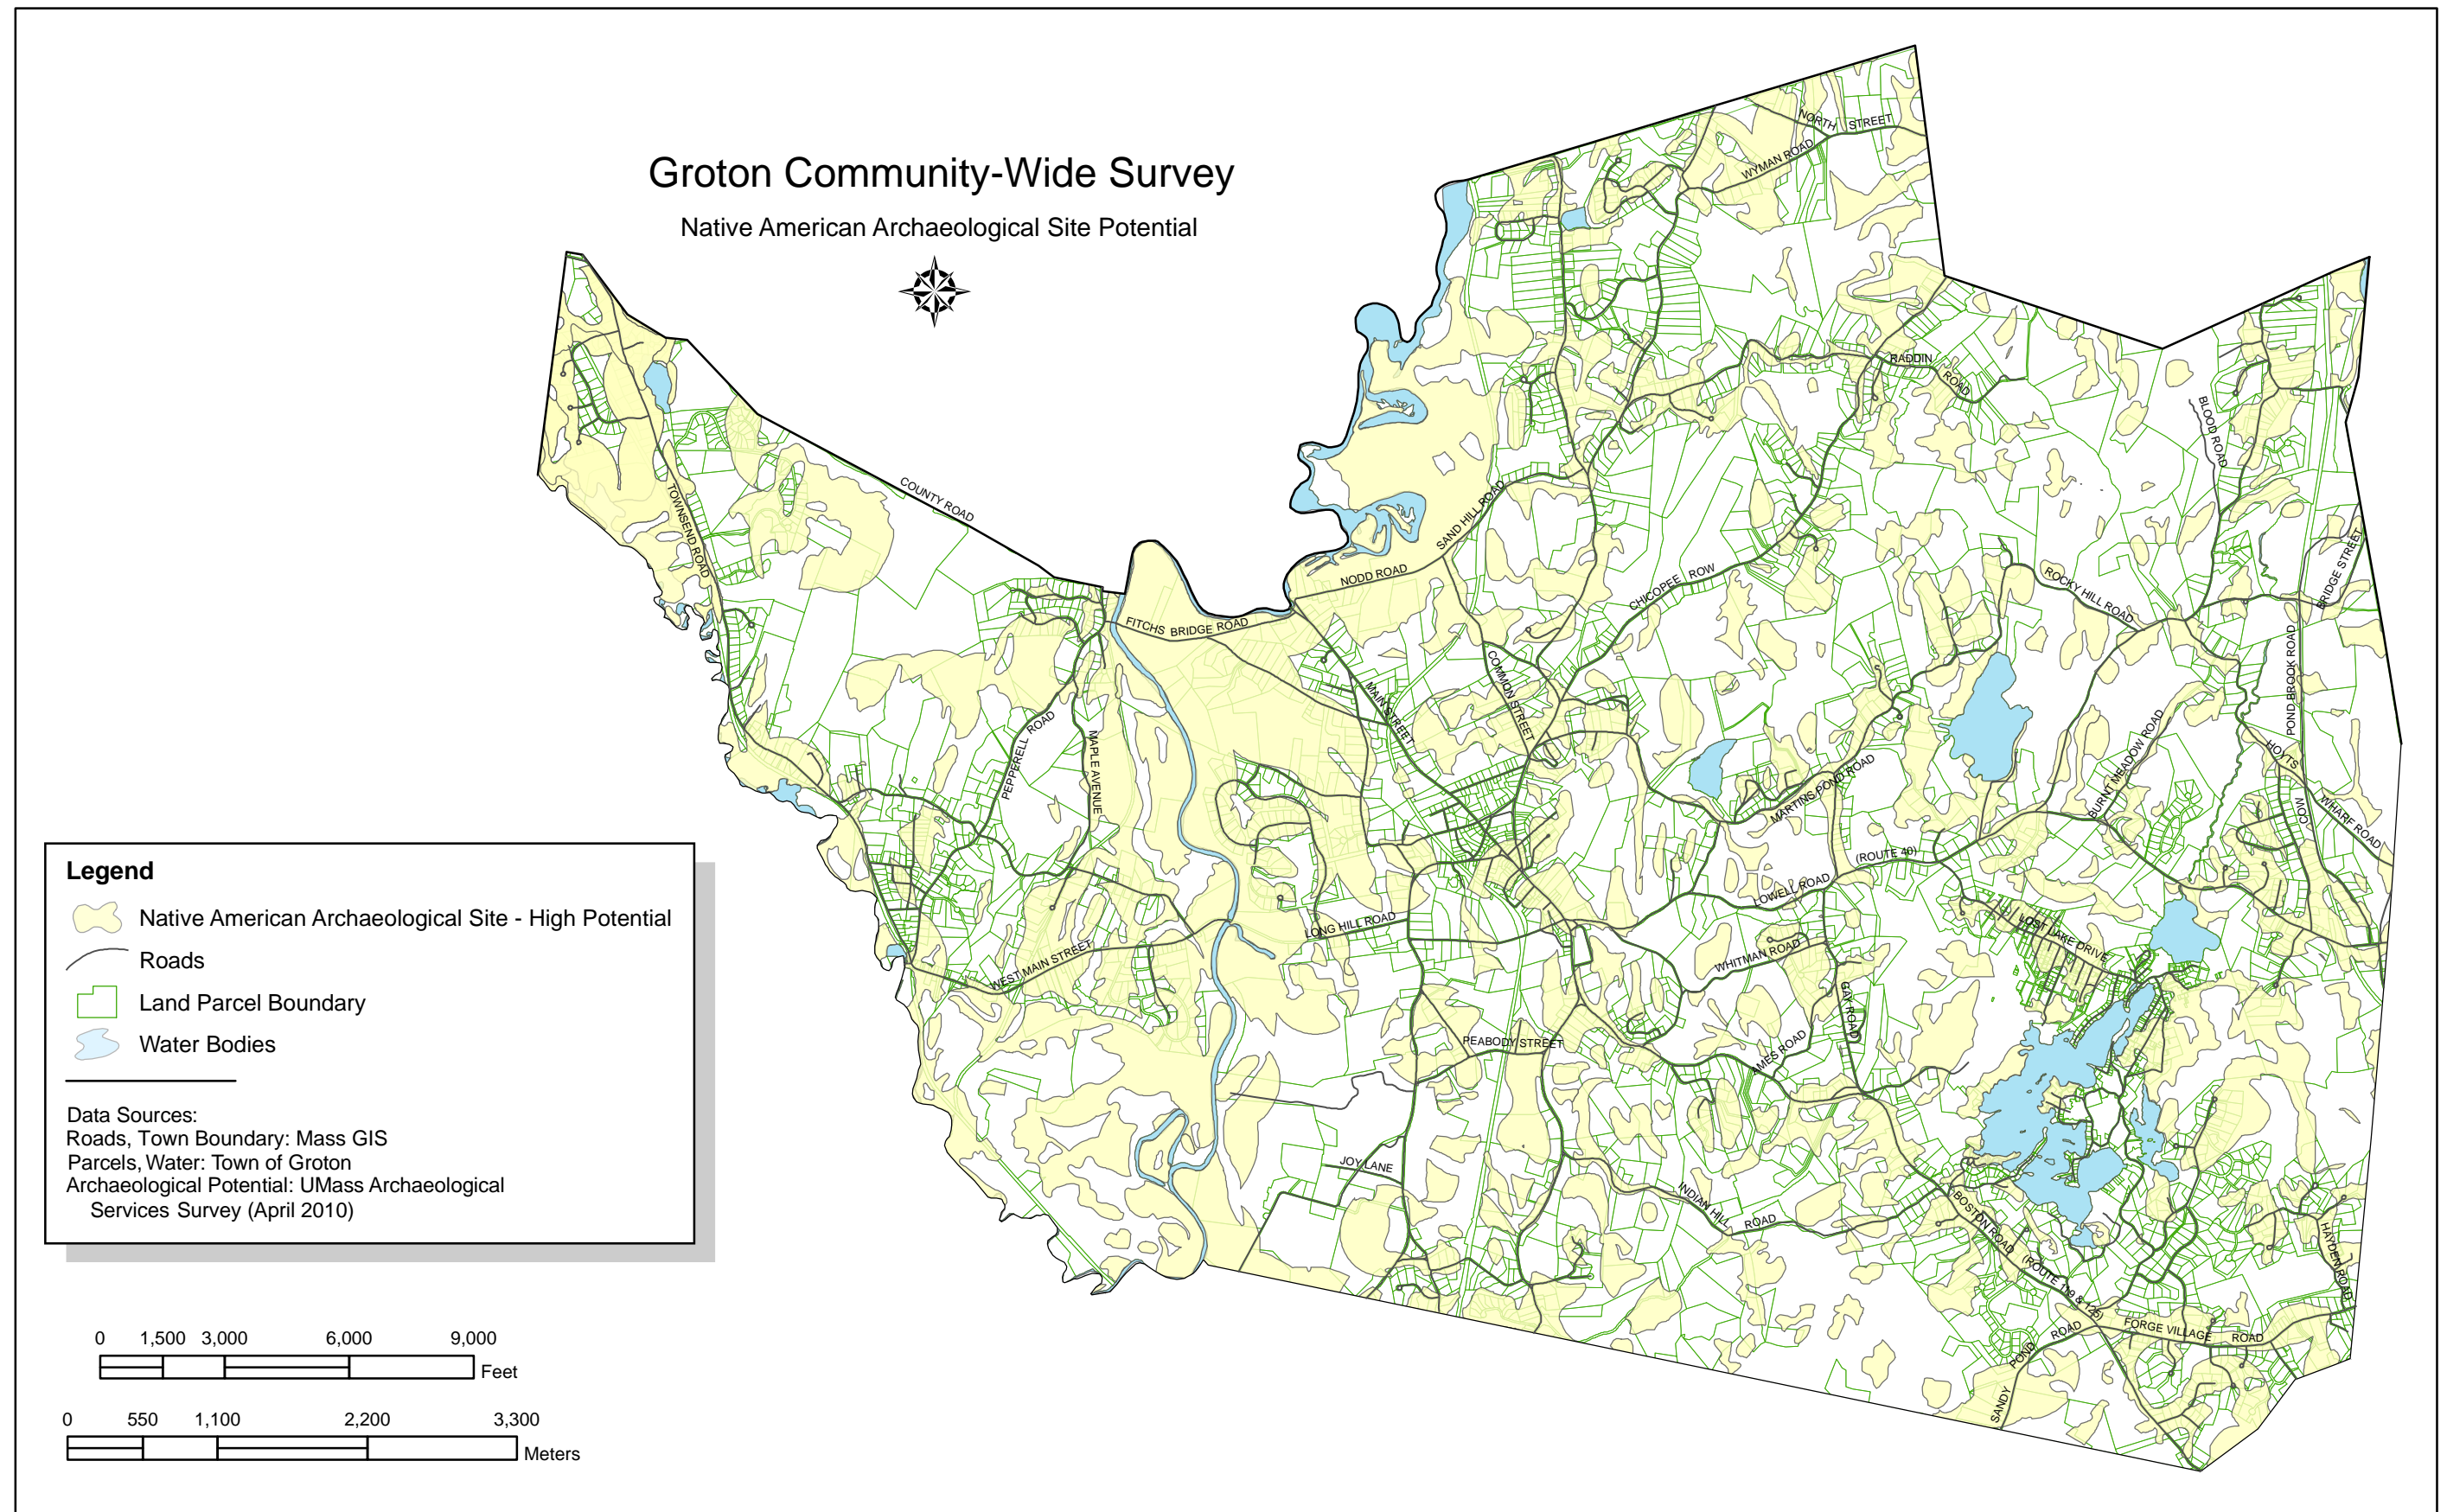 Groton Community-Wide Survey
Native American Archaeological Site Potential
NORTH STREET
WYMAN ROAD
RADDIN ROAD
BLOOD ROAD
COUNTY ROAD
TOWNSEND ROAD
SAND HILL ROAD
NODD ROAD
CHICOPEE ROW
ROCKY HILL ROAD
BRIDGE STREET
FITCHS BRIDGE ROAD
COMMON STREET
MAIN STREET
POND BROOK ROAD
PEPPERELL ROAD
MAPLE AVENUE
MARTINS POND ROAD
BURNT MEADOW ROAD
HOYTS WHARF ROAD
COW
(ROUTE 40)
LOWELL ROAD
LONG HILL ROAD
WHITMAN ROAD
LOST LAKE DRIVE
WEST MAIN STREET
GAY ROAD
PEABODY STREET
AMES ROAD
JOY LANE
INDIAN HILL ROAD
BOSTON ROAD (ROUTE 119 & 125)
HAYDEN ROAD
FORGE VILLAGE ROAD
SANDY POND ROAD
Legend
Native American Archaeological Site - High Potential
Roads
Land Parcel Boundary
Water Bodies
Data Sources:
Roads, Town Boundary: Mass GIS
Parcels, Water: Town of Groton
Archaeological Potential: UMass Archaeological
Services Survey (April 2010)
0 1,500 3,000 6,000 9,000
Feet
0 550 1,100 2,200 3,300
Meters